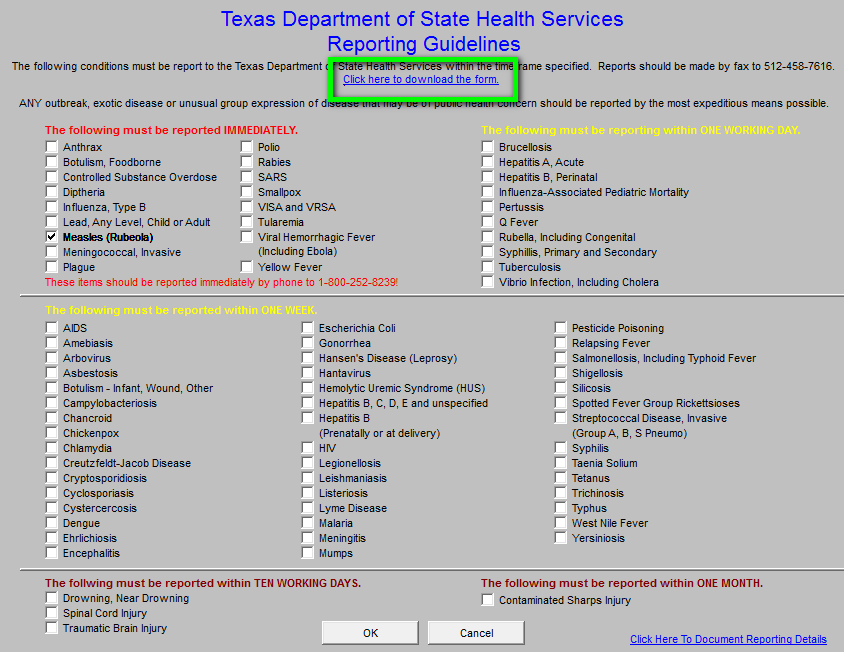 Texas Department of State Health Services
Reporting Guidelines
The following conditions must be report to the Texas Department of State Health Services within the timeframe specified. Reports should be made by fax to 512-458-7616.
Click here to download the form.
ANY outbreak, exotic disease or unusual group expression of disease that may be of public health concern should be reported by the most expeditious means possible.
The following must be reported IMMEDIATELY.
Anthrax
Botulism, Foodborne
Controlled Substance Overdose
Diptheria
Influenza, Type B
Lead, Any Level, Child or Adult
Measles (Rubeola)
Meningococcal, Invasive
Plague
Polio
Rabies
SARS
Smallpox
VISA and VRSA
Tularemia
Viral Hemorrhagic Fever
(Including Ebola)
Yellow Fever
These items should be reported immediately by phone to 1-800-252-8239!
The following must be reporting within ONE WORKING DAY.
Brucellosis
Hepatitis A, Acute
Hepatitis B, Perinatal
Influenza-Associated Pediatric Mortality
Pertussis
Q Fever
Rubella, Including Congenital
Syphillis, Primary and Secondary
Tuberculosis
Vibrio Infection, Including Cholera
The following must be reported within ONE WEEK.
AIDS
Amebiasis
Arbovirus
Asbestosis
Botulism - Infant, Wound, Other
Campylobacteriosis
Chancroid
Chickenpox
Chlamydia
Creutzfeldt-Jacob Disease
Cryptosporidiosis
Cyclosporiasis
Cystercercosis
Dengue
Ehrlichiosis
Encephalitis
Escherichia Coli
Gonorrhea
Hansen's Disease (Leprosy)
Hantavirus
Hemolytic Uremic Syndrome (HUS)
Hepatitis B, C, D, E and unspecified
Hepatitis B
(Prenatally or at delivery)
HIV
Legionellosis
Leishmaniasis
Listeriosis
Lyme Disease
Malaria
Meningitis
Mumps
Pesticide Poisoning
Relapsing Fever
Salmonellosis, Including Typhoid Fever
Shigellosis
Silicosis
Spotted Fever Group Rickettsioses
Streptococcal Disease, Invasive
(Group A, B, S Pneumo)
Syphilis
Taenia Solium
Tetanus
Trichinosis
Typhus
West Nile Fever
Yersiniosis
The follwing must be reported within TEN WORKING DAYS.
Drowning, Near Drowning
Spinal Cord Injury
Traumatic Brain Injury
The following must be reported within ONE MONTH.
Contaminated Sharps Injury
OK
Cancel
Click Here To Document Reporting Details